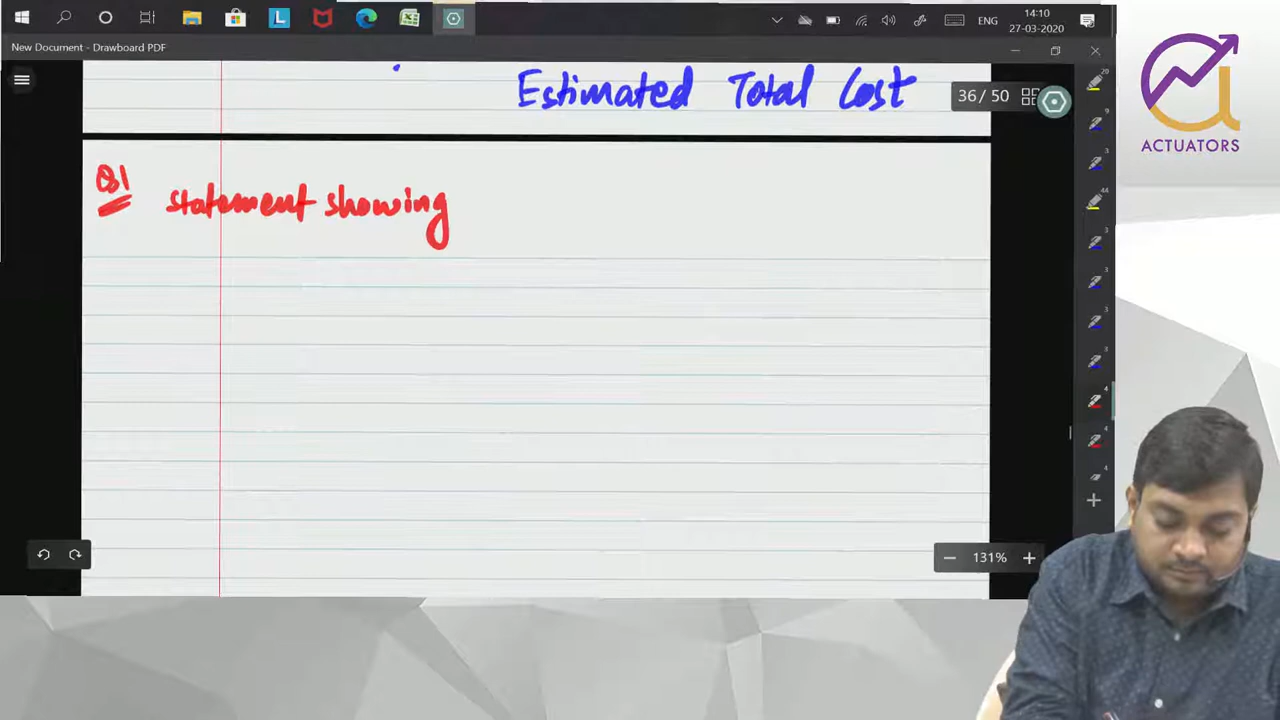 14:10
ENG
27-03-2020
New Document - Drawboard PDF
Estimated Total Cost
36 / 50
ACTUATORS
Q1 statement showing
131%